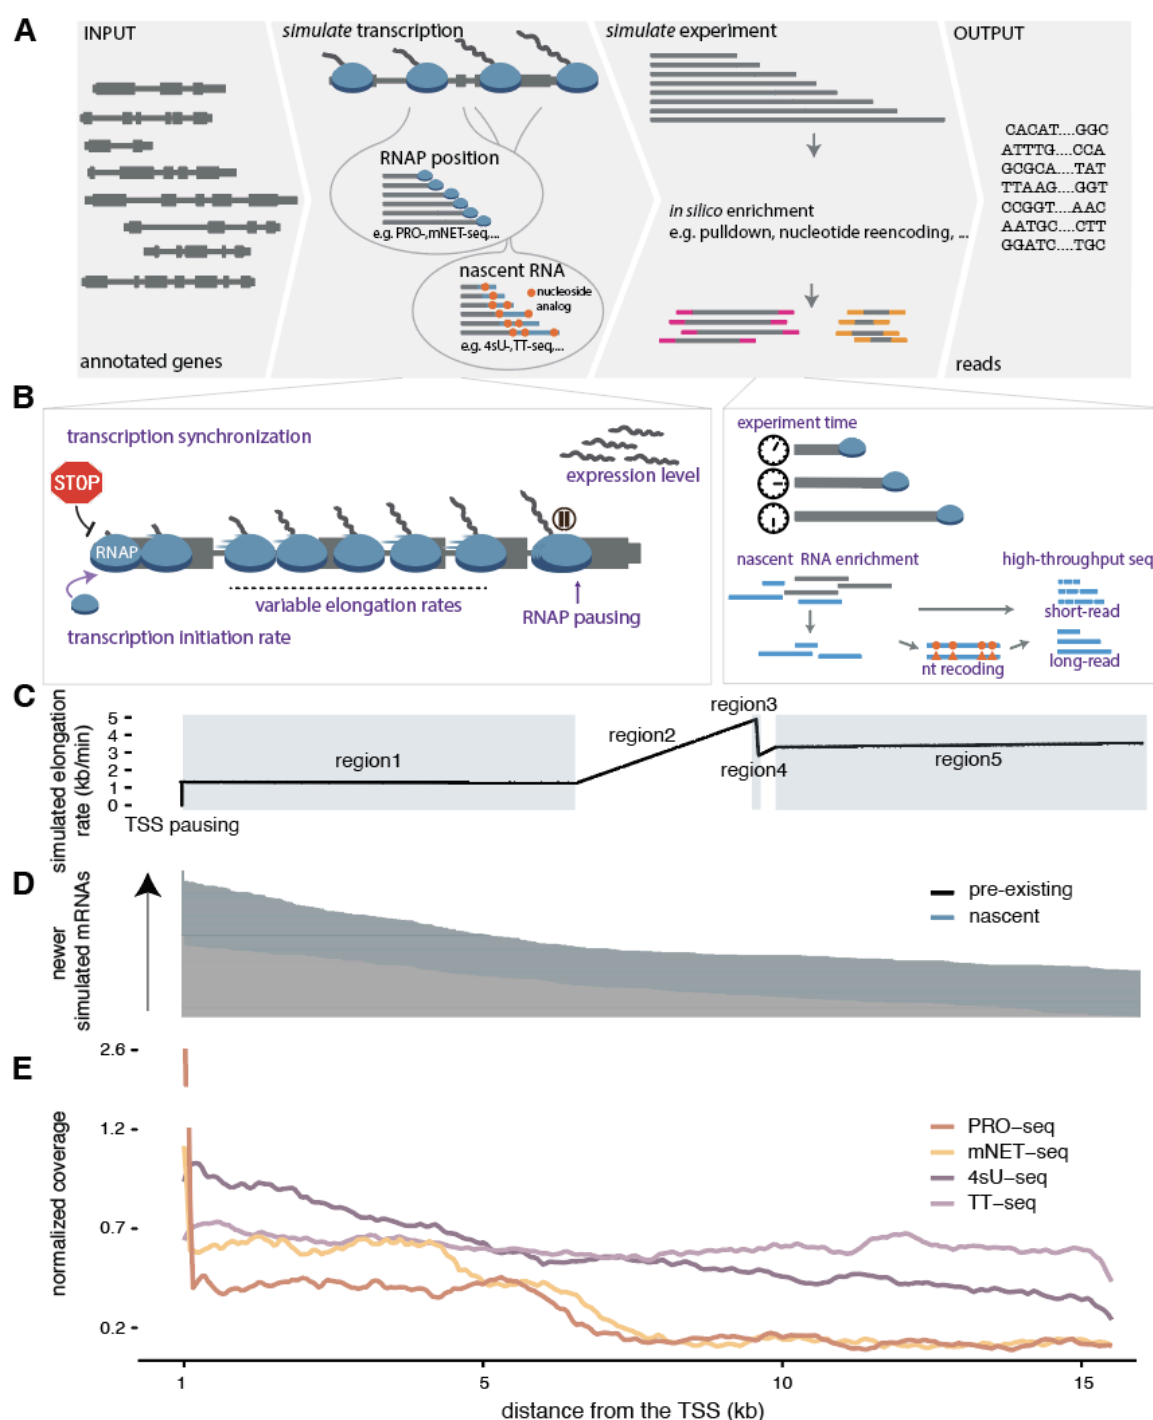 A
INPUT
simulate transcription
simulate experiment
OUTPUT
RNAP position
e.g. PRO-,mNET-seq,...
nascent RNA
nucleoside
analog
e.g. 4sU-,TT-seq,...
in silico enrichment
e.g. pulldown, nucleotide reencoding, ...
CACAT....GGC
ATTTG....CCA
GCGCA....TAT
TTAAG....GGT
CCGGT....AAC
AATGC....CTT
GGATC....TGC
annotated genes
reads
B
transcription synchronization
STOP
expression level
RNAP
variable elongation rates
RNAP pausing
transcription initiation rate
experiment time
nascent RNA enrichment
high-throughput seq
short-read
long-read
nt recoding
C
simulated elongation
rate (kb/min)
5
4
3
2
1
0
TSS pausing
region1
region2
region3
region4
region5
D
newer
simulated mRNAs
pre-existing
nascent
E
normalized coverage
2.6
1.2
0.7
0.2
PRO-seq
mNET-seq
4sU-seq
TT-seq
1
5
10
15
distance from the TSS (kb)